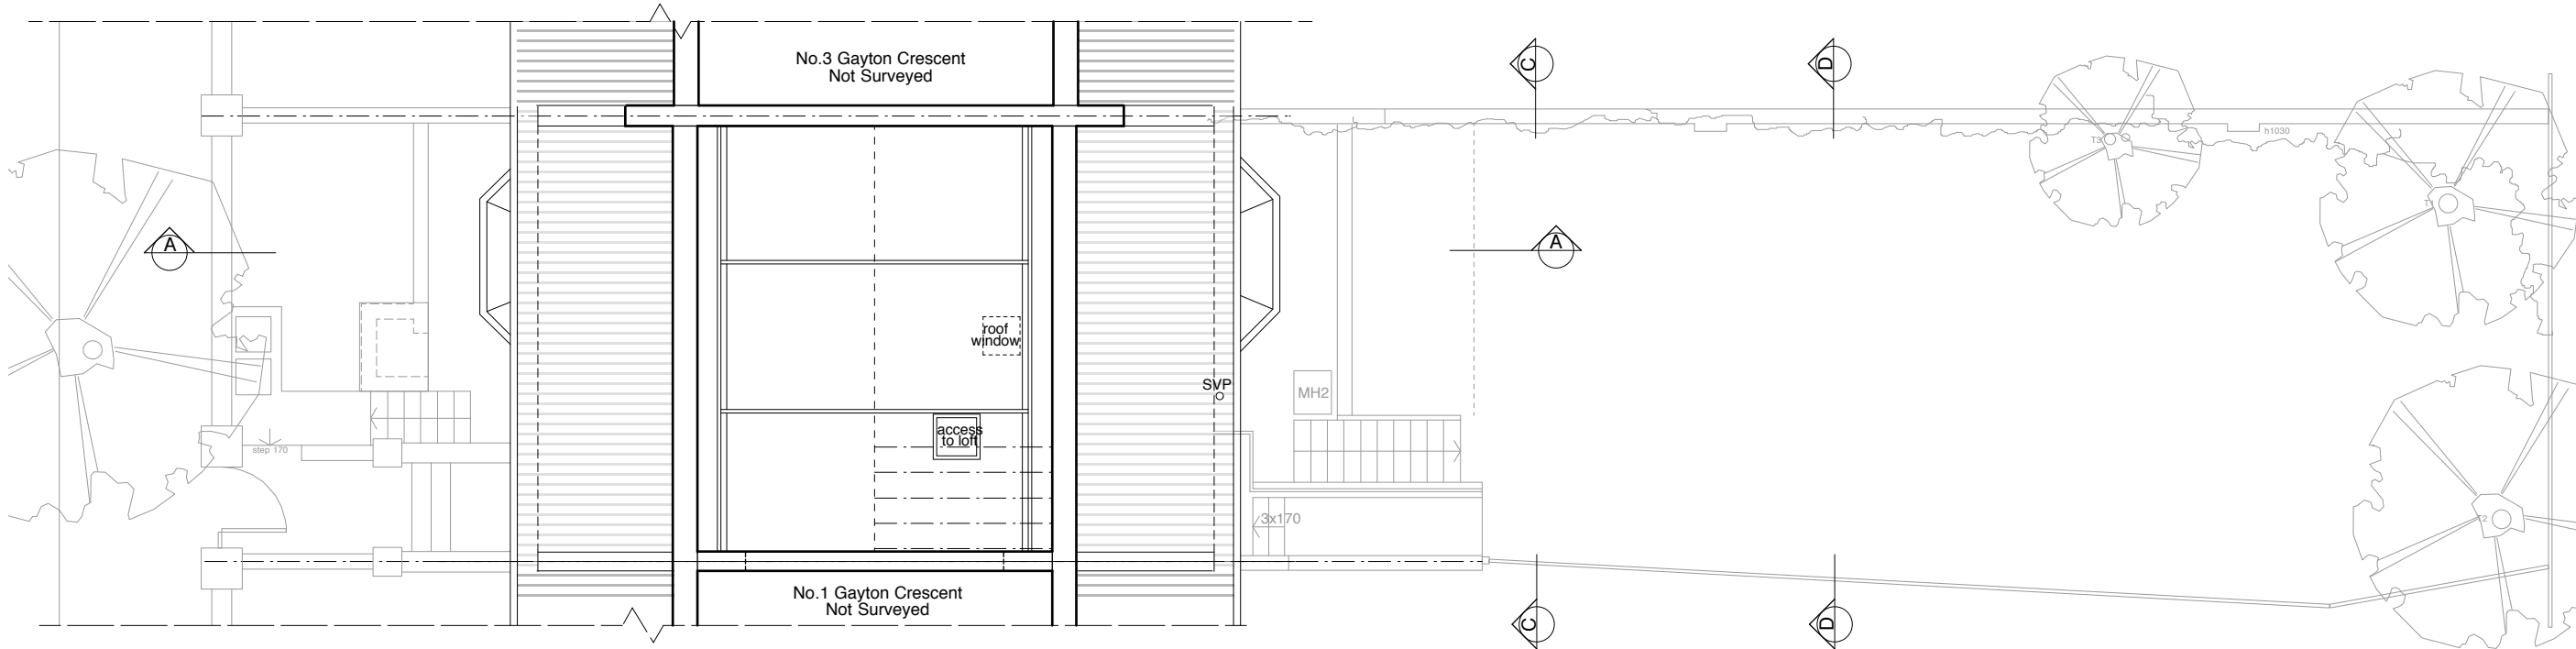 No.3 Gayton Crescent
Not Surveyed
C
D
h1030
T3
T1
A
A
roof
window
SVP
MH2
access
to loft
step 170
3x170
T2
No.1 Gayton Crescent
Not Surveyed
C
D